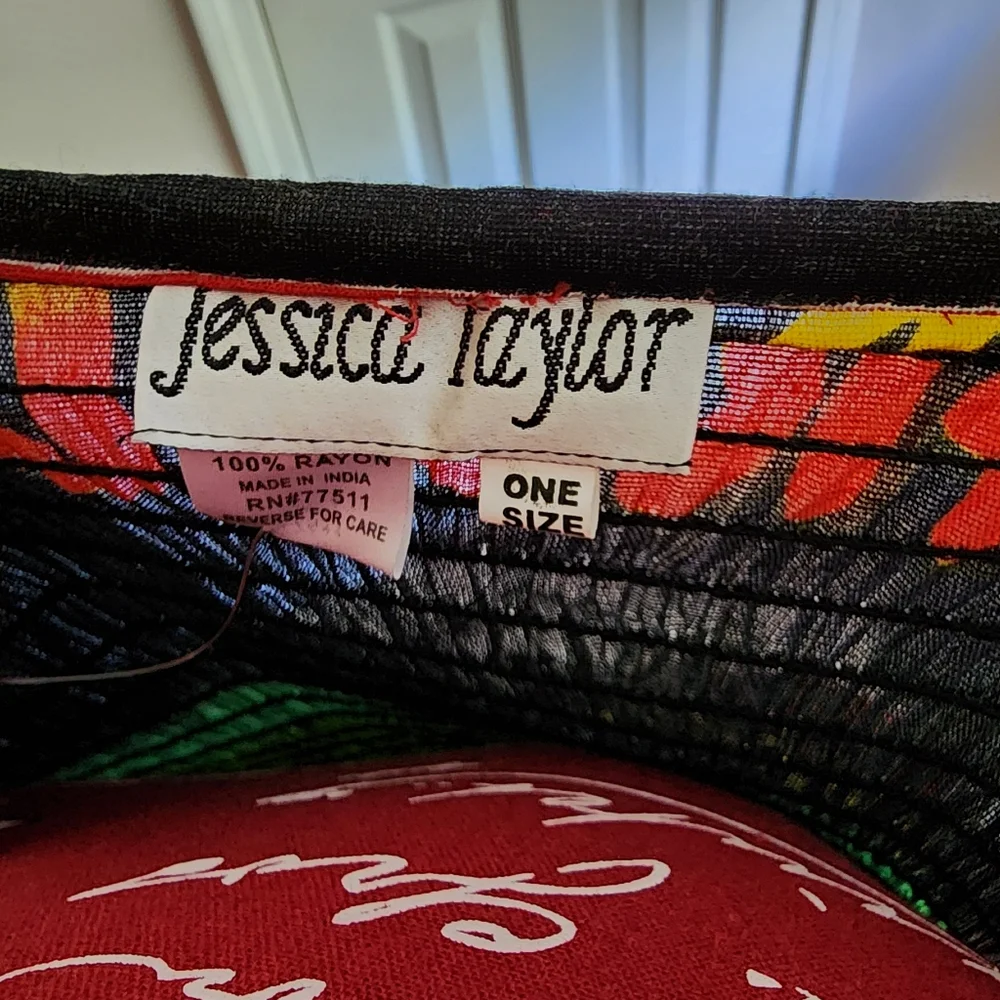 Jessica Taylor
100% RAYON
MADE IN INDIA
RN#77511
REVERSE FOR CARE
ONE
SIZE